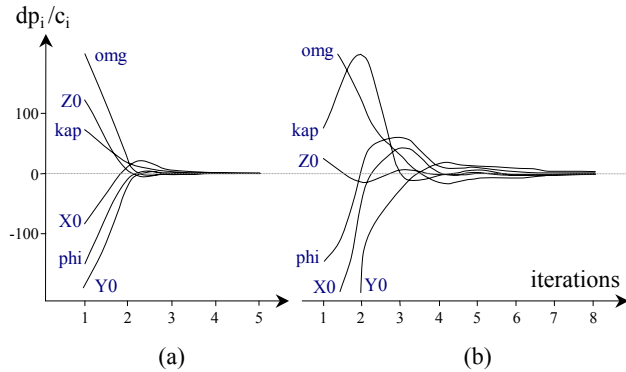 dpᵢ/cᵢ
omg
Z0
kap
X0
phi
Y0
100
0
-100
1 2 3 4 5
(a)
omg
kap
Z0
phi
X0
Y0
iterations
1 2 3 4 5 6 7 8
(b)